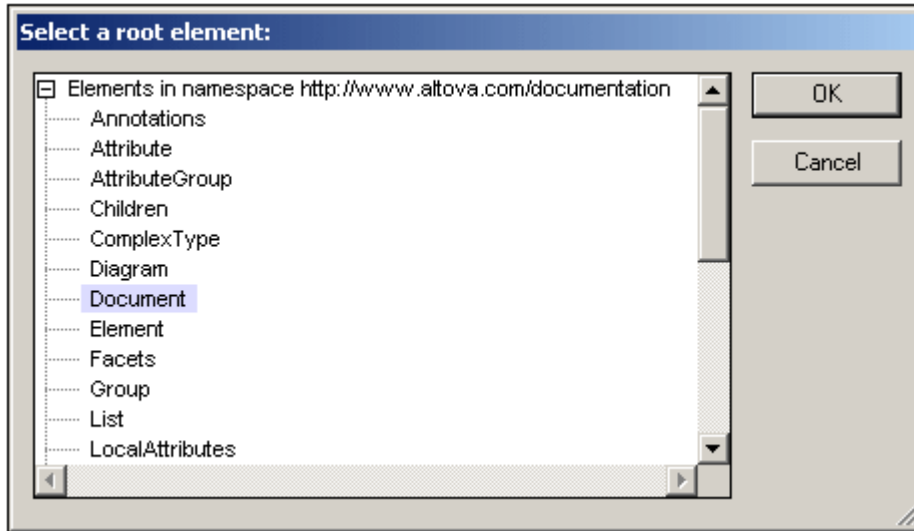 Select a root element:
Elements in namespace http://www.altova.com/documentation
Annotations
Attribute
AttributeGroup
Children
ComplexType
Diagram
Document
Element
Facets
Group
List
LocalAttributes
OK
Cancel